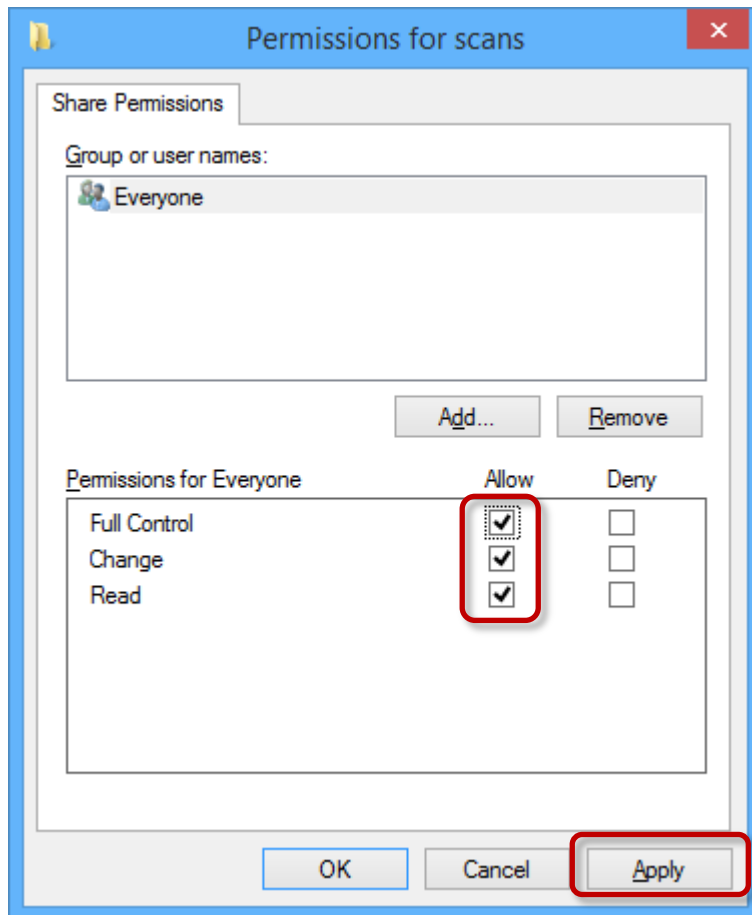 Permissions for scans
Share Permissions
Group or user names:
Everyone
Add... Remove
Permissions for Everyone Allow Deny
Full Control
Change
Read
OK Cancel Apply